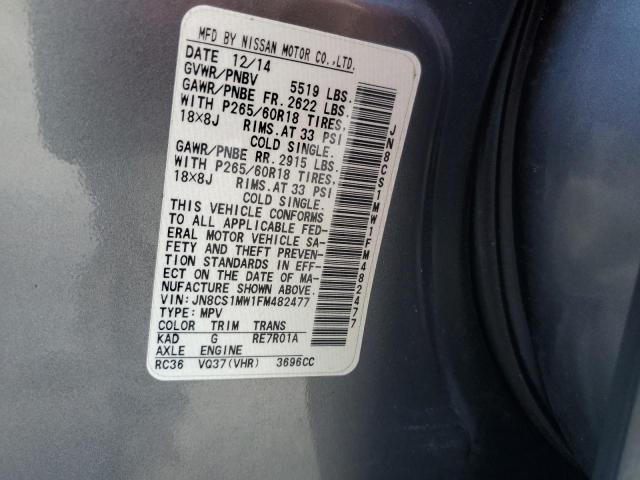 MFD BY NISSAN MOTOR CO.,LTD.
DATE 12/14
GVWR/PNBV 5519 LBS.
GAWR/PNBE FR. 2622 LBS.
WITH P265/60R18 TIRES,
18×8J RIMS.AT 33 PSI
COLD SINGLE.
GAWR/PNBE RR. 2915 LBS.
WITH P265/60R18 TIRES,
18×8J RIMS.AT 33 PSI
COLD SINGLE.
THIS VEHICLE CONFORMS
TO ALL APPLICABLE FED-
ERAL MOTOR VEHICLE SA-
FETY AND THEFT PREVEN-
TION STANDARDS IN EFF-
ECT ON THE DATE OF MA-
NUFACTURE SHOWN ABOVE.
VIN: JN8CS1MW1FM482477
TYPE: MPV
COLOR TRIM TRANS
KAD G RE7R01A
AXLE ENGINE
RC36 VQ37(VHR) 3696CC
JN8CS1MW1FM482477